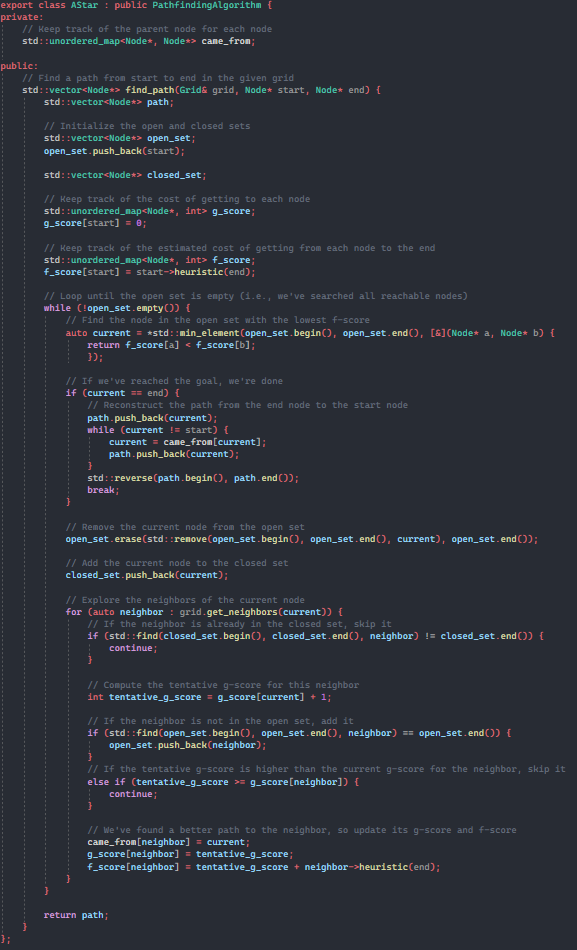 export class AStar : public PathfindingAlgorithm {
private:
    // Keep track of the parent node for each node
    std::unordered_map<Node*, Node*> came_from;

public:
    // Find a path from start to end in the given grid
    std::vector<Node*> find_path(Grid& grid, Node* start, Node* end) {
        std::vector<Node*> path;

        // Initialize the open and closed sets
        std::vector<Node*> open_set;
        open_set.push_back(start);

        std::vector<Node*> closed_set;

        // Keep track of the cost of getting to each node
        std::unordered_map<Node*, int> g_score;
        g_score[start] = 0;

        // Keep track of the estimated cost of getting from each node to the end
        std::unordered_map<Node*, int> f_score;
        f_score[start] = start->heuristic(end);

        // Loop until the open set is empty (i.e., we've searched all reachable nodes)
        while (!open_set.empty()) {
            // Find the node in the open set with the lowest f-score
            auto current = *std::min_element(open_set.begin(), open_set.end(), [&](Node* a, Node* b) {
                return f_score[a] < f_score[b];
                });

            // If we've reached the goal, we're done
            if (current == end) {
                // Reconstruct the path from the end node to the start node
                path.push_back(current);
                while (current != start) {
                    current = came_from[current];
                    path.push_back(current);
                }
                std::reverse(path.begin(), path.end());
                break;
            }

            // Remove the current node from the open set
            open_set.erase(std::remove(open_set.begin(), open_set.end(), current), open_set.end());

            // Add the current node to the closed set
            closed_set.push_back(current);

            // Explore the neighbors of the current node
            for (auto neighbor : grid.get_neighbors(current)) {
                // If the neighbor is already in the closed set, skip it
                if (std::find(closed_set.begin(), closed_set.end(), neighbor) != closed_set.end()) {
                    continue;
                }

                // Compute the tentative g-score for this neighbor
                int tentative_g_score = g_score[current] + 1;

                // If the neighbor is not in the open set, add it
                if (std::find(open_set.begin(), open_set.end(), neighbor) == open_set.end()) {
                    open_set.push_back(neighbor);
                }
                // If the tentative g-score is higher than the current g-score for the neighbor, skip it
                else if (tentative_g_score >= g_score[neighbor]) {
                    continue;
                }

                // We've found a better path to the neighbor, so update its g-score and f-score
                came_from[neighbor] = current;
                g_score[neighbor] = tentative_g_score;
                f_score[neighbor] = tentative_g_score + neighbor->heuristic(end);
            }
        }

        return path;
    }
};